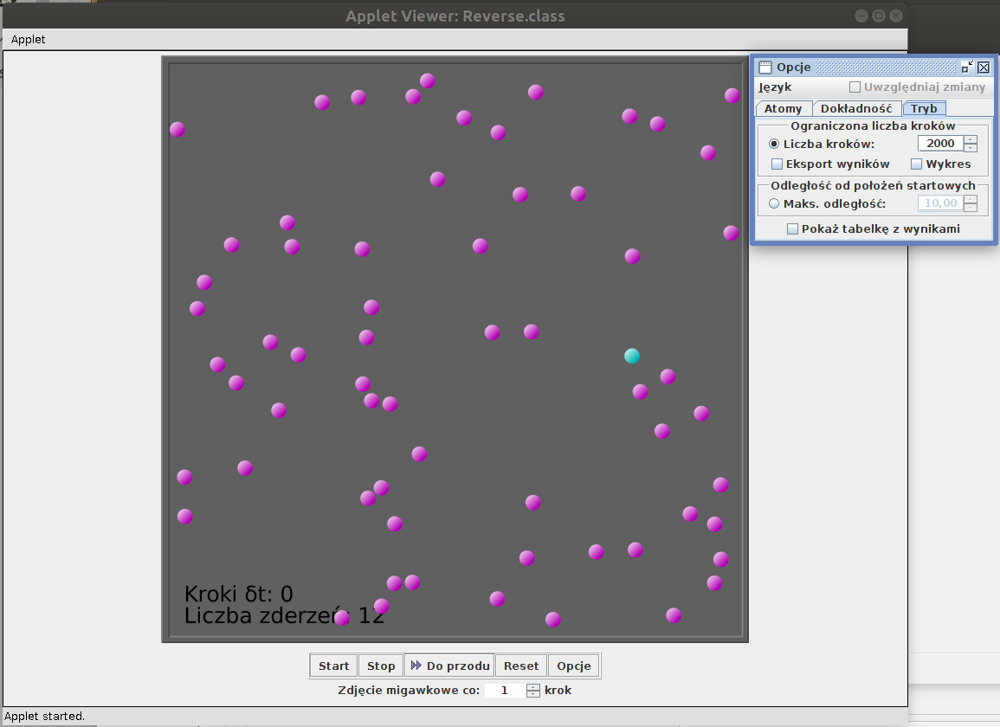 Applet Viewer: Reverse.class
Applet
Opcje
Język Uwzględniaj zmiany
Atomy Dokładność Tryb
Ograniczona liczba kroków
Liczba kroków: 2000
Eksport wyników Wykres
Odległość od położeń startowych
Maks. odległość: 10,00
Pokaż tabelkę z wynikami
Kroki δt: 0
Liczba zderzeń: 12
Start Stop Do przodu Reset Opcje
Zdjęcie migawkowe co: 1 krok
Applet started.